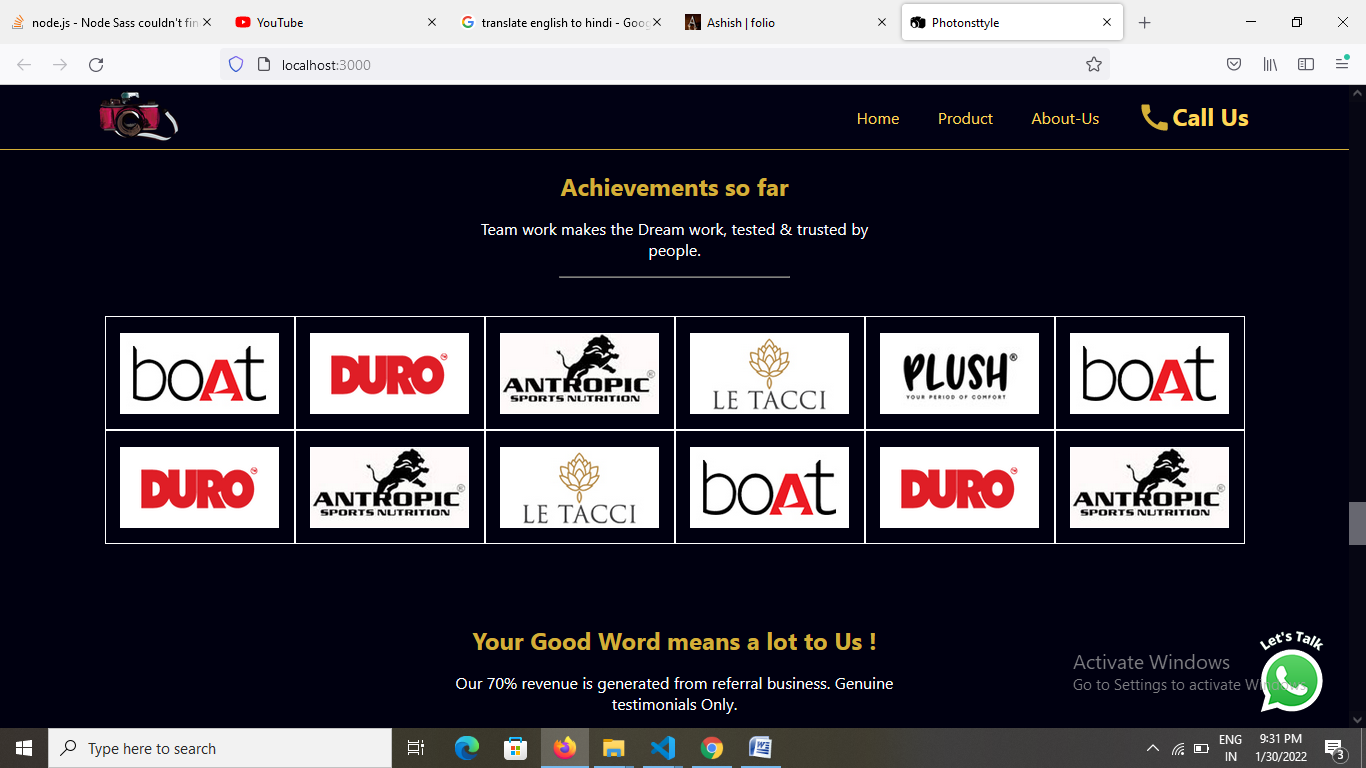 node.js - Node Sass couldn't fin
YouTube
translate english to hindi - Goog
Ashish | folio
Photonsttyle
localhost:3000
Home
Product
About-Us
Call Us
Achievements so far
Team work makes the Dream work, tested & trusted by
people.
boAt
DURO
ANTROPIC
SPORTS NUTRITION
LE TACCI
PLUSH®
YOUR PERIOD OF COMFORT
boAt
DURO
ANTROPIC
SPORTS NUTRITION
LE TACCI
boAt
DURO
ANTROPIC
SPORTS NUTRITION
Your Good Word means a lot to Us !
Our 70% revenue is generated from referral business. Genuine
testimonials Only.
Let's Talk
Activate Windows
Go to Settings to activate Windows.
Type here to search
ENG
IN
9:31 PM
1/30/2022
3